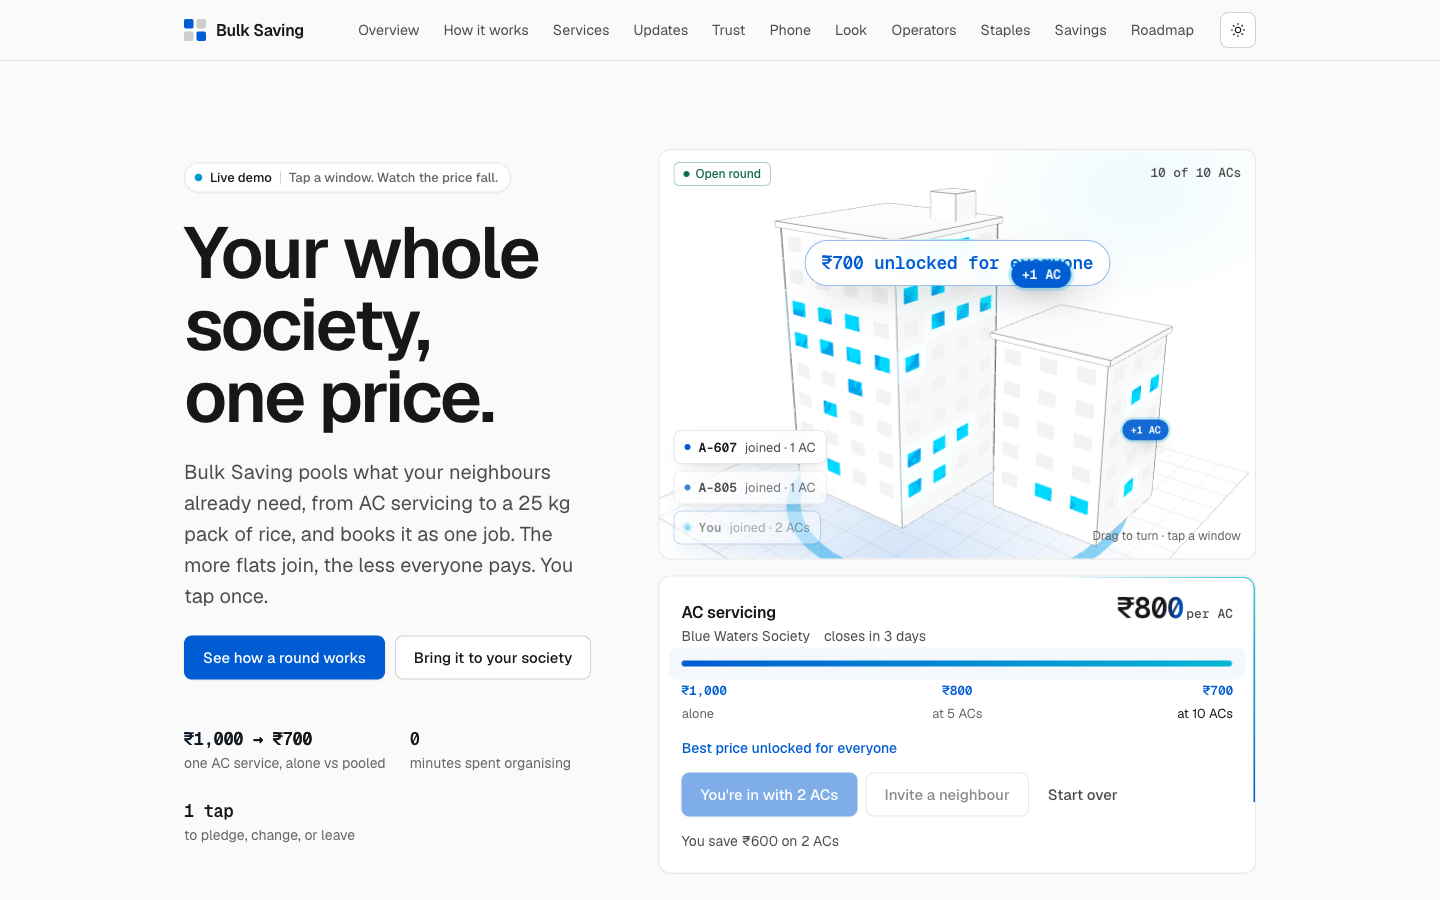 Bulk Saving
Overview
How it works
Services
Updates
Trust
Phone
Look
Operators
Staples
Savings
Roadmap
Live demo
Tap a window. Watch the price fall.
Your whole
society,
one price.
Bulk Saving pools what your neighbours
already need, from AC servicing to a 25 kg
pack of rice, and books it as one job. The
more flats join, the less everyone pays. You
tap once.
See how a round works
Bring it to your society
₹1,000 → ₹700
one AC service, alone vs pooled
0
minutes spent organising
1 tap
to pledge, change, or leave
Open round
10 of 10 ACs
₹700 unlocked for everyone
+1 AC
+1 AC
A-607 joined · 1 AC
A-805 joined · 1 AC
You joined · 2 ACs
Drag to turn · tap a window
AC servicing
₹800 per AC
Blue Waters Society closes in 3 days
₹1,000
₹800
₹700
alone
at 5 ACs
at 10 ACs
Best price unlocked for everyone
You're in with 2 ACs
Invite a neighbour
Start over
You save ₹600 on 2 ACs